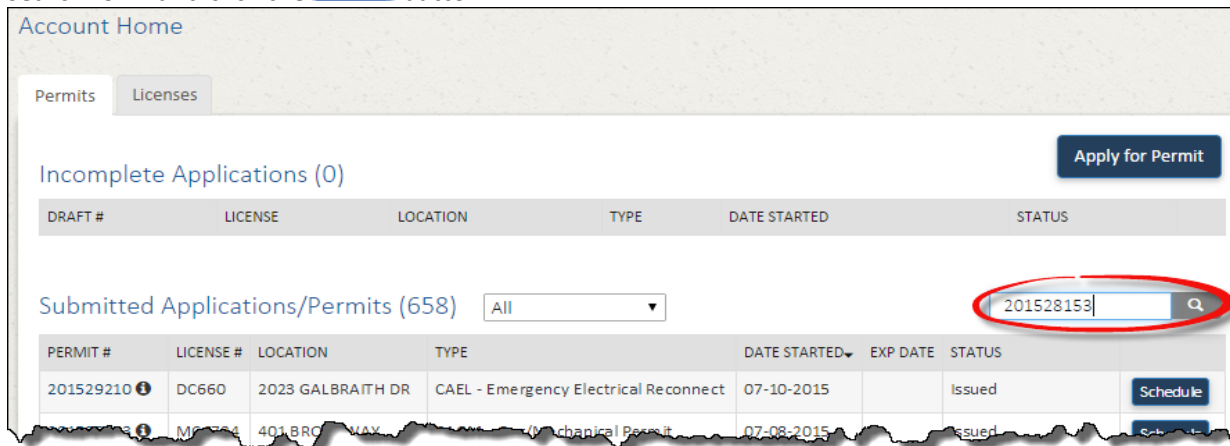 Account Home
Permits Licenses
Apply for Permit
Incomplete Applications (0)
DRAFT # LICENSE LOCATION TYPE DATE STARTED STATUS
Submitted Applications/Permits (658) All 201528153
PERMIT # LICENSE # LOCATION TYPE DATE STARTED EXP DATE STATUS
201529210 DC660 2023 GALBRAITH DR CAEL - Emergency Electrical Reconnect 07-10-2015 Issued Schedule
401 Permit 07-08-2015